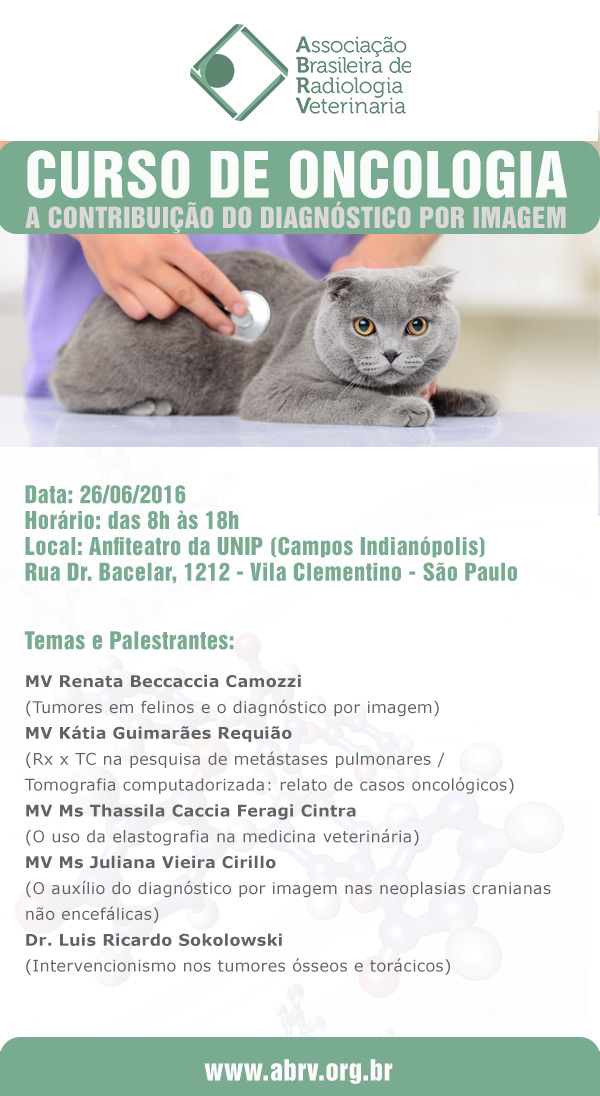 Associação
Brasileira de
Radiologia
Veterinária
CURSO DE ONCOLOGIA
A CONTRIBUIÇÃO DO DIAGNÓSTICO POR IMAGEM
Data: 26/06/2016
Horário: das 8h às 18h
Local: Anfiteatro da UNIP (Campos Indianópolis)
Rua Dr. Bacelar, 1212 - Vila Clementino - São Paulo
Temas e Palestrantes:
MV Renata Beccaccia Camozzi
(Tumores em felinos e o diagnóstico por imagem)
MV Kátia Guimarães Requião
(Rx x TC na pesquisa de metástases pulmonares /
Tomografia computadorizada: relato de casos oncológicos)
MV Ms Thassila Caccia Feragi Cintra
(O uso da elastografia na medicina veterinária)
MV Ms Juliana Vieira Cirillo
(O auxílio do diagnóstico por imagem nas neoplasias cranianas
não encefálicas)
Dr. Luis Ricardo Sokolowski
(Intervencionismo nos tumores ósseos e torácicos)
www.abrv.org.br